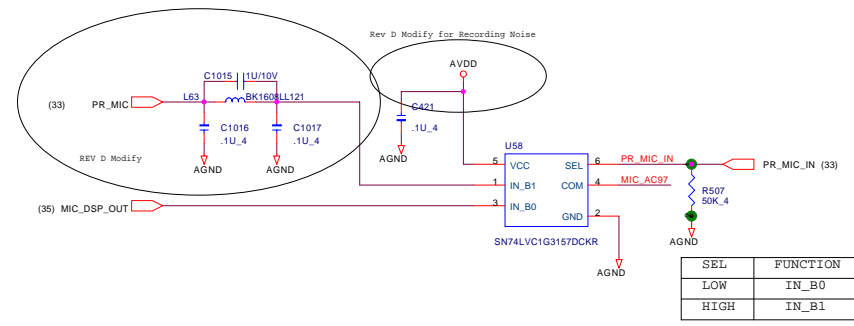 Rev D Modify for Recording Noise
AVDD
C1015 1U/10V
(33) PR_MIC L63 BK1608LL121
C421
.1U_4
C1016 C1017
.1U_4 .1U_4
REV D Modify
AGND AGND AGND
U58
5 VCC SEL 6 PR_MIC_IN PR_MIC_IN (33)
1 IN_B1 COM 4 MIC_AC97
R507
50K_4
(35) MIC_DSP_OUT 3 IN_B0
GND 2
SN74LVC1G3157DCKR
AGND
AGND
SEL FUNCTION
LOW IN_B0
HIGH IN_B1